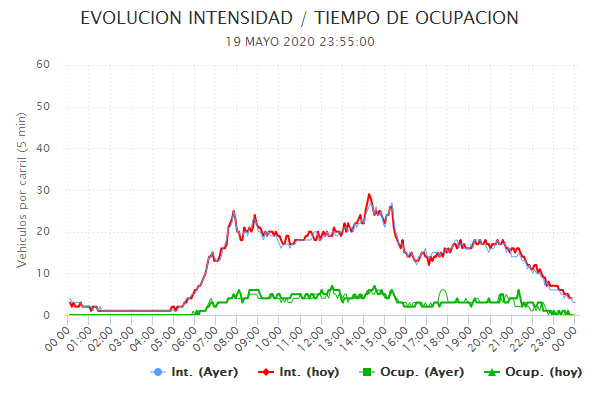 EVOLUCION INTENSIDAD / TIEMPO DE OCUPACION
19 MAYO 2020 23:55:00
Vehiculos por carril (5 min)
60
50
40
30
20
10
0
00:00 01:00 02:00 03:00 04:00 05:00 06:00 07:00 08:00 09:00 10:00 11:00 12:00 13:00 14:00 15:00 16:00 17:00 18:00 19:00 20:00 21:00 22:00 23:00 00:00
Int. (Ayer) Int. (hoy) Ocup. (Ayer) Ocup. (hoy)